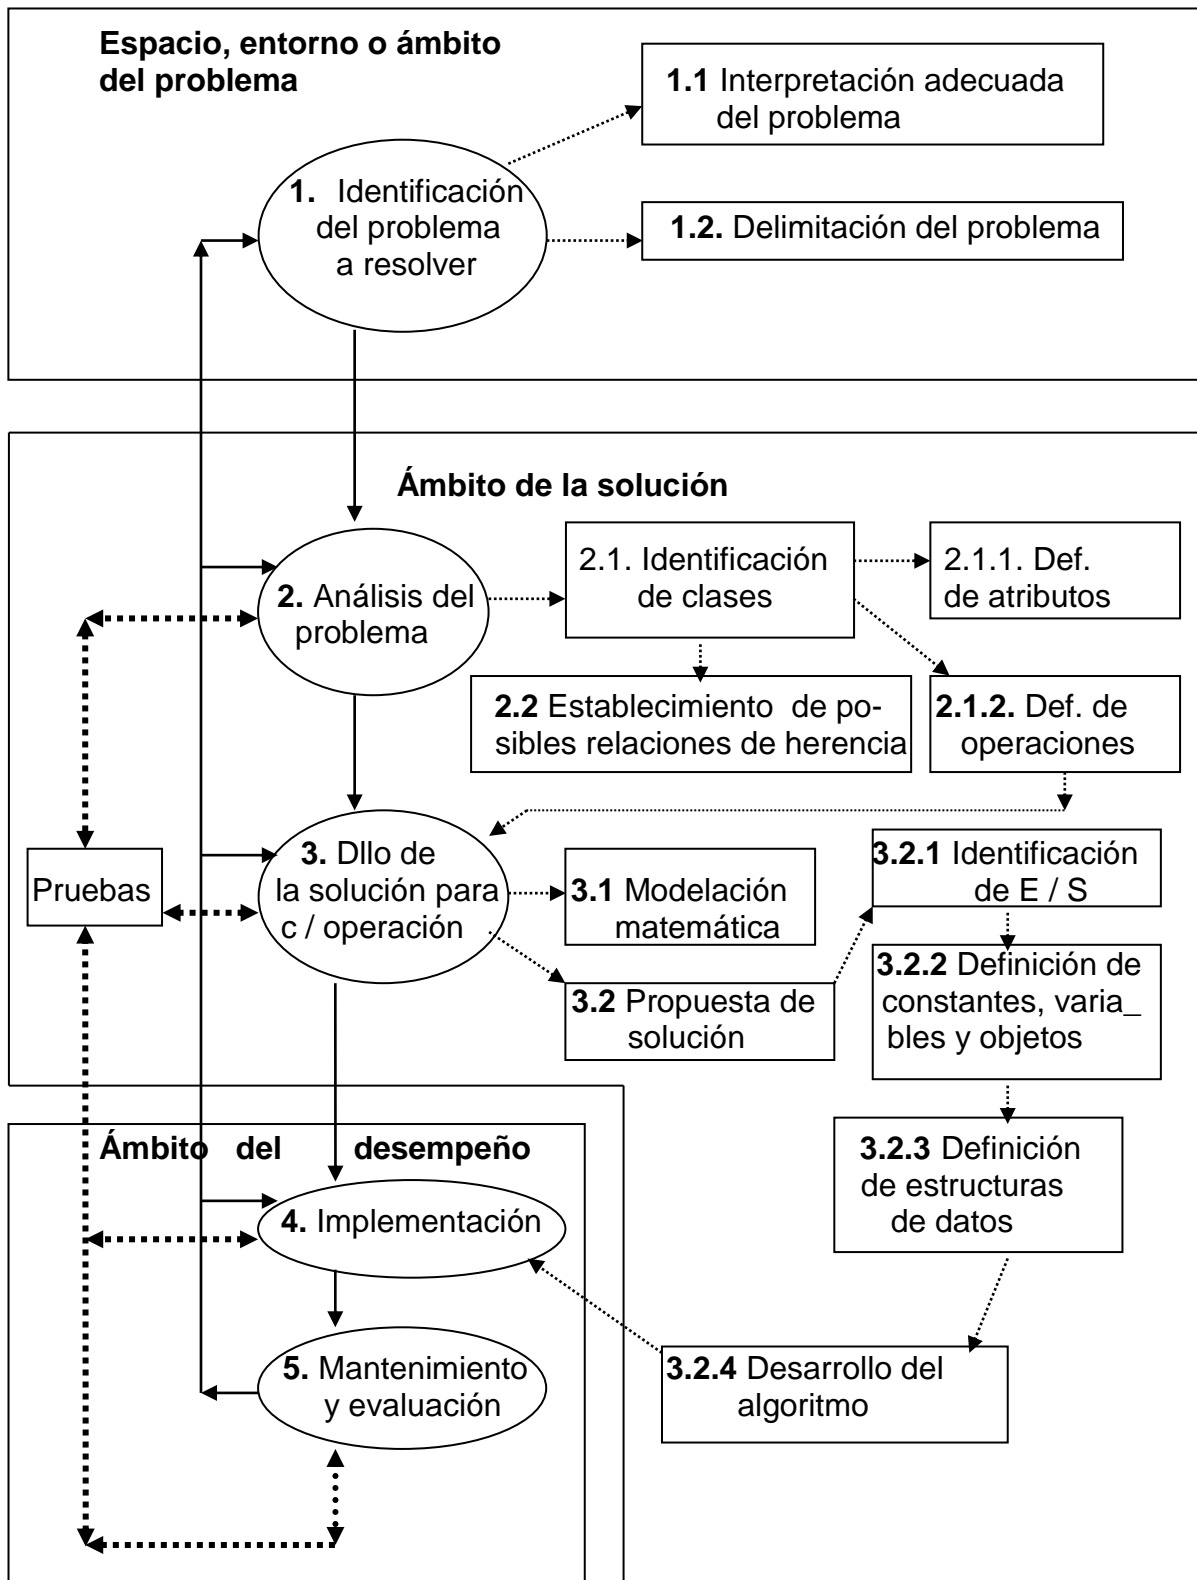 Espacio, entorno o ámbito
del problema
1.1 Interpretación adecuada
del problema
1. Identificación
del problema
a resolver
1.2. Delimitación del problema
Ámbito de la solución
2. Análisis del
problema
2.1. Identificación
de clases
2.1.1. Def.
de atributos
2.2 Establecimiento de po-
sibles relaciones de herencia
2.1.2. Def. de
operaciones
Pruebas
3. Dllo de
la solución para
c / operación
3.1 Modelación
matemática
3.2 Propuesta de
solución
3.2.1 Identificación
de E / S
3.2.2 Definición de
constantes, varia_
bles y objetos
3.2.3 Definición
de estructuras
de datos
3.2.4 Desarrollo del
algoritmo
Ámbito del desempeño
4. Implementación
5. Mantenimiento
y evaluación